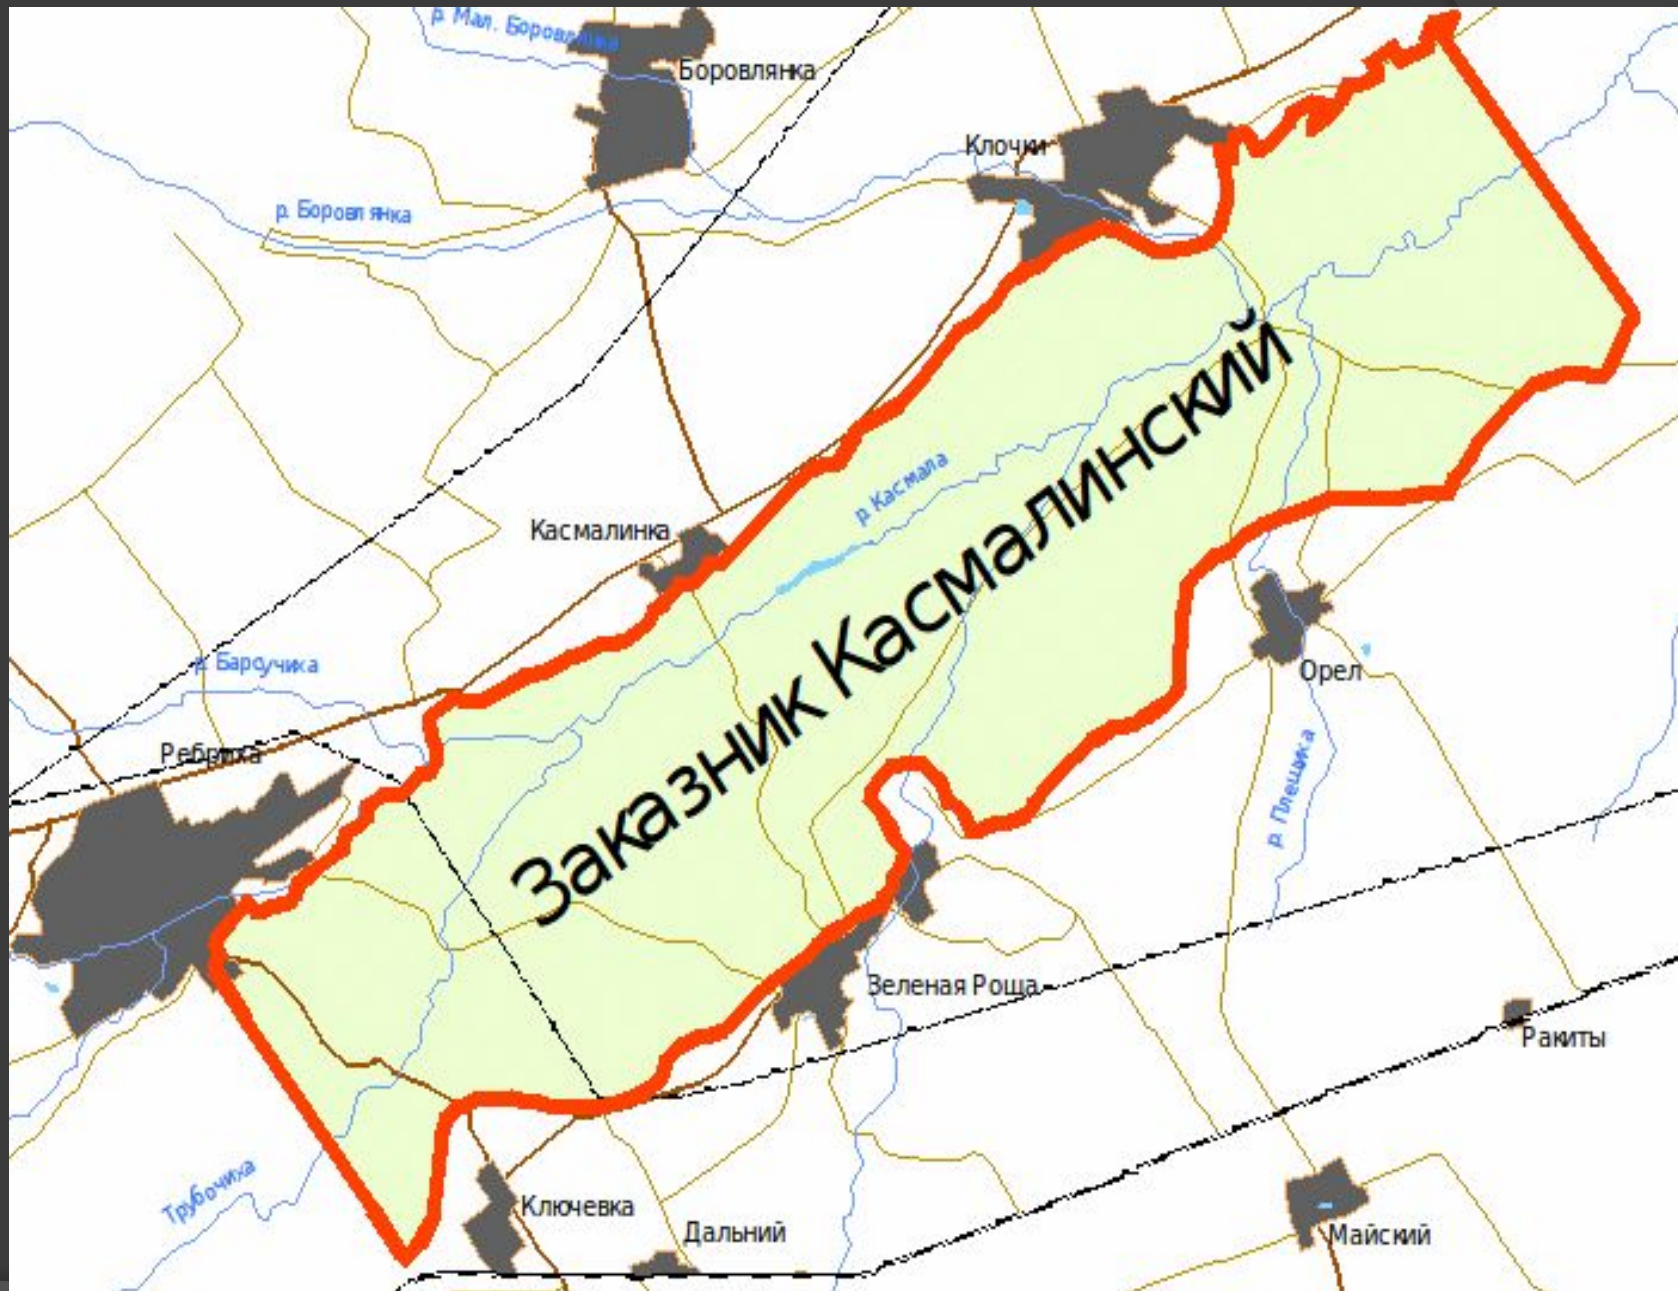 р. Мал. Боровлянка
Боровлянка
Клочки
р. Боровлянка
Заказник Касмалинский
р. Касмала
Касмалинка
р. Барсучиха
Ребриха
Орел
р. Плещиха
Зеленая Роща
Ракиты
Трубочиха
Ключевка
Дальний
Майский